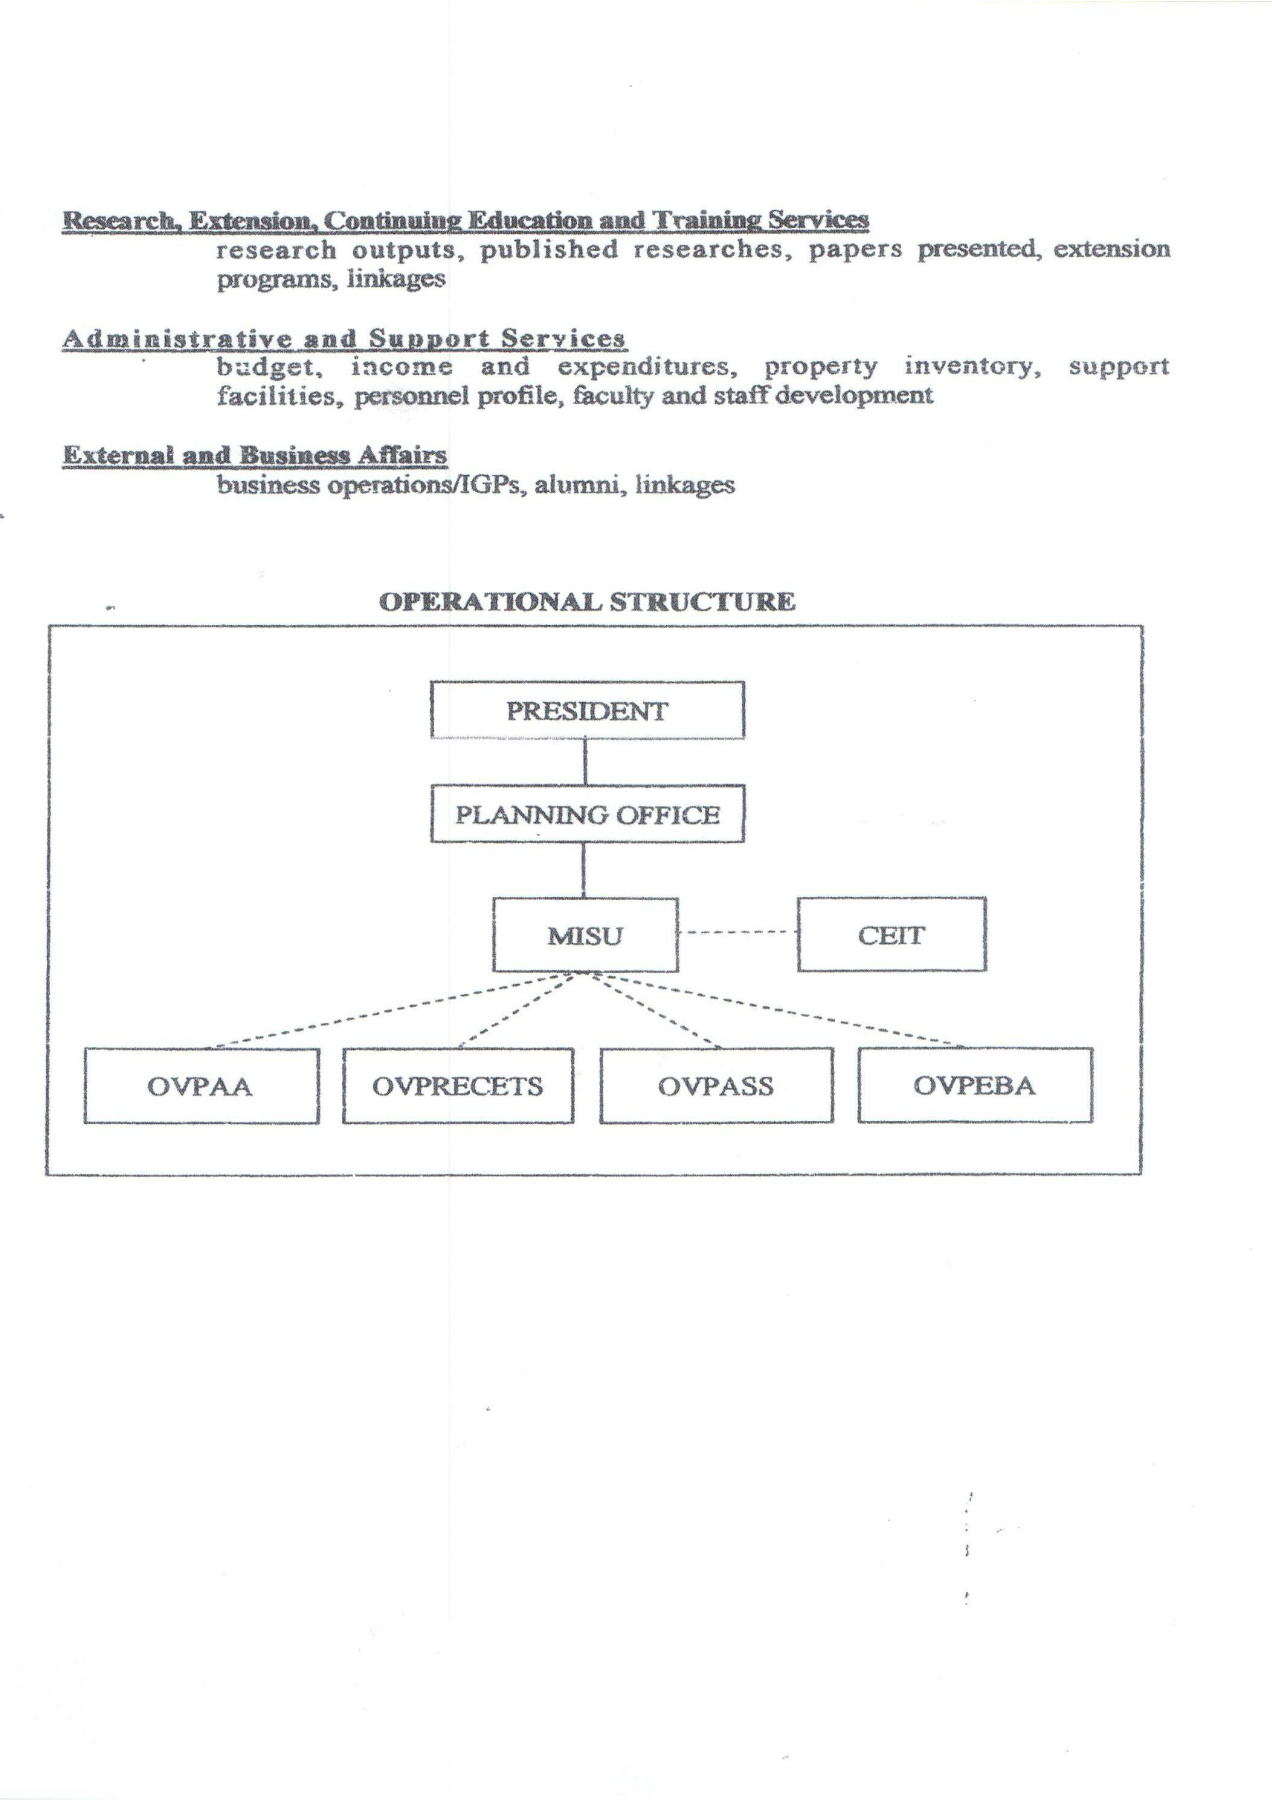 Research, Extension, Continuing Education and Training Services
research outputs, published researches, papers presented, extension
programs, linkages
Administrative and Support Services
budget, income and expenditures, property inventory, support
facilities, personnel profile, faculty and staff development
External and Business Affairs
business operations/IGPs, alumni, linkages
OPERATIONAL STRUCTURE
PRESIDENT
PLANNING OFFICE
MISU
CEIT
OVPAA
OVPRECETS
OVPASS
OVPEBA